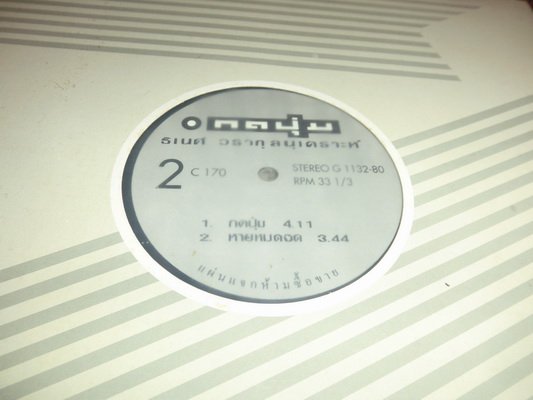 กดปุ่ม
ธเนศ วรากุลนุเคราะห์
2 C 170 STEREO G 1132-80
RPM 33 1/3
1. กดปุ่ม 4.11
2. หายหมดอด 3.44
แผ่นแจกห้ามซื้อขาย